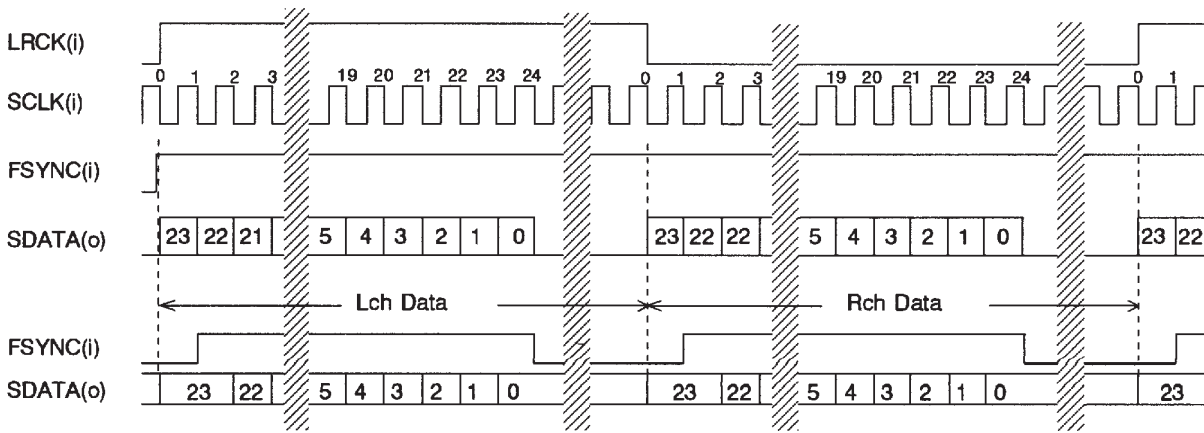 LRCK(i)
0 1 2 3 19 20 21 22 23 24 0 1 2 3 19 20 21 22 23 24 0 1
SCLK(i)
FSYNC(i)
SDATA(o) 23 22 21 5 4 3 2 1 0 23 22 22 5 4 3 2 1 0 23 22
Lch Data Rch Data
FSYNC(i)
SDATA(o) 23 22 5 4 3 2 1 0 23 22 5 4 3 2 1 0 23